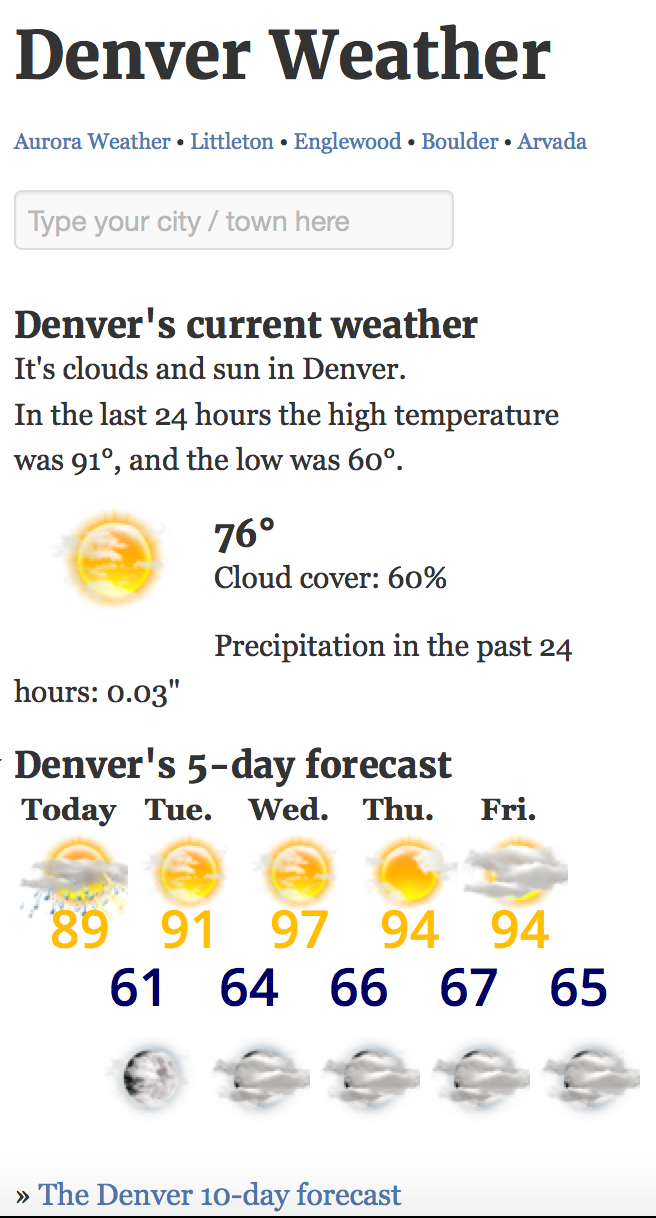 Denver Weather
Aurora Weather • Littleton • Englewood • Boulder • Arvada
Type your city / town here
Denver's current weather
It's clouds and sun in Denver.
In the last 24 hours the high temperature
was 91°, and the low was 60°.
76°
Cloud cover: 60%
Precipitation in the past 24
hours: 0.03"
Denver's 5-day forecast
Today Tue. Wed. Thu. Fri.
89 91 97 94 94
61 64 66 67 65
» The Denver 10-day forecast